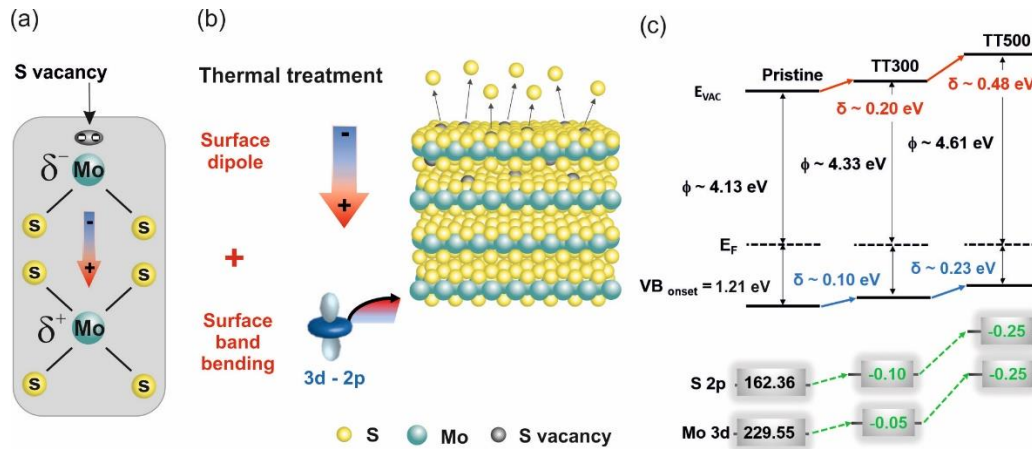 (a)
S vacancy
δ⁻ Mo
S S
-
+
S S
δ⁺ Mo
S S
(b)
Thermal treatment
Surface
dipole
-
+
+
Surface
band
bending
3d - 2p
S Mo S vacancy
(c)
Pristine
TT300
TT500
E_VAC
δ ~ 0.20 eV
δ ~ 0.48 eV
ϕ ~ 4.13 eV
ϕ ~ 4.33 eV
ϕ ~ 4.61 eV
E_F
VB onset = 1.21 eV
δ ~ 0.10 eV
δ ~ 0.23 eV
S 2p 162.36 -0.10 -0.25
Mo 3d 229.55 -0.05 -0.25